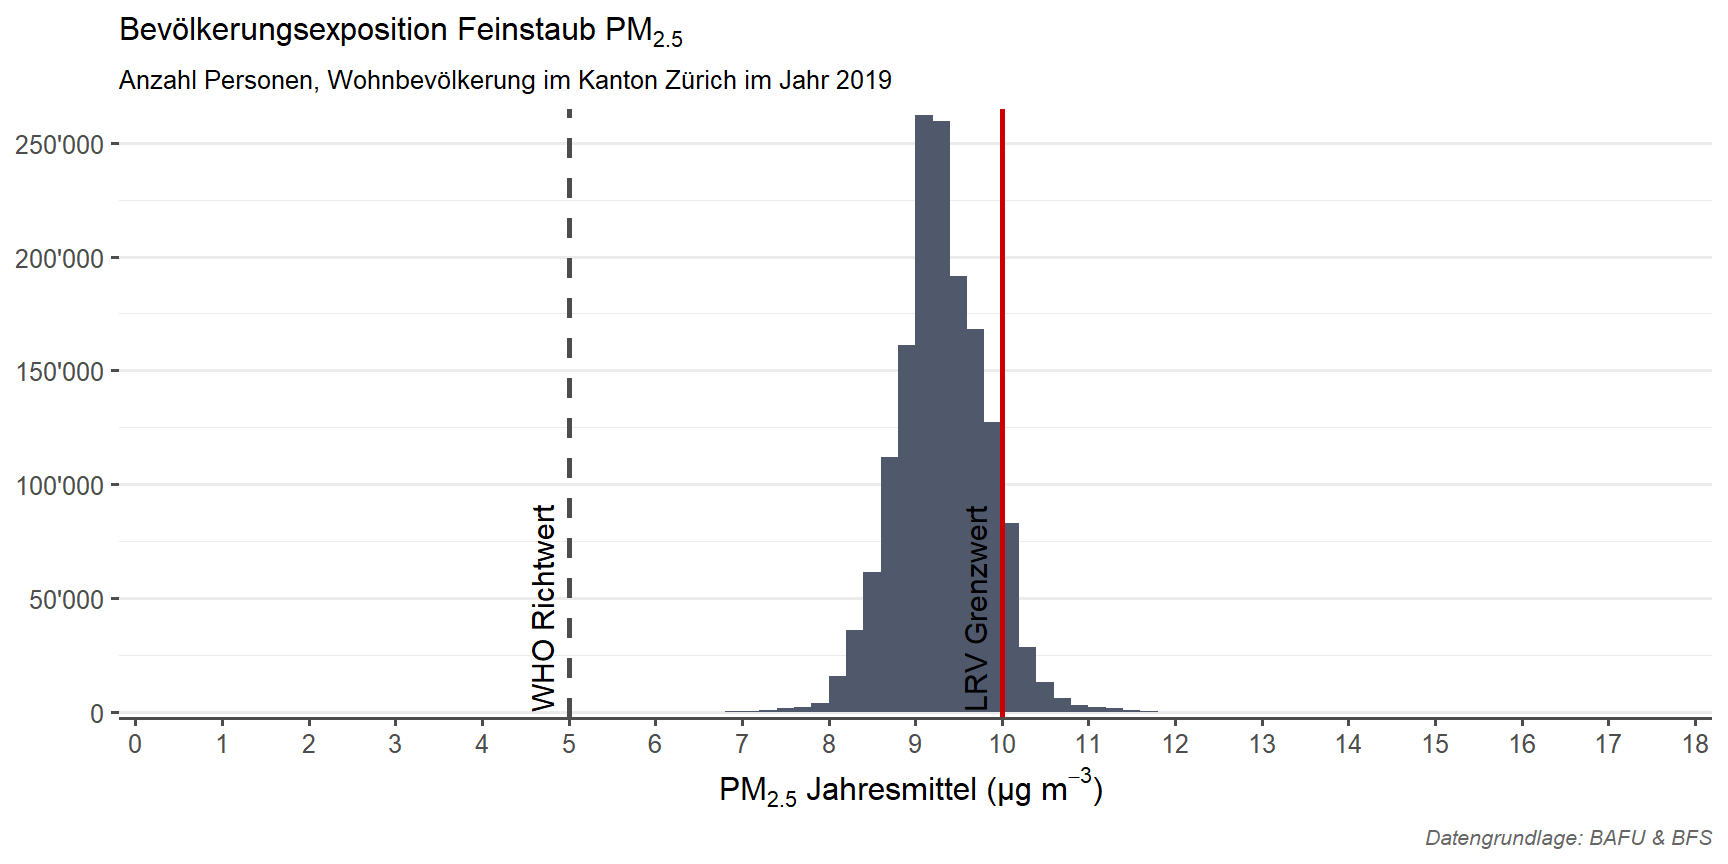 Bevölkerungsexposition Feinstaub PM2.5
Anzahl Personen, Wohnbevölkerung im Kanton Zürich im Jahr 2019
250'000
200'000
150'000
100'000
50'000
0
WHO Richtwert
LRV Grenzwert
0 1 2 3 4 5 6 7 8 9 10 11 12 13 14 15 16 17 18
PM2.5 Jahresmittel (µg m−3)
Datengrundlage: BAFU & BFS